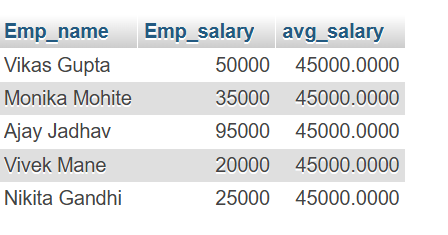 Emp_name Emp_salary avg_salary
Vikas Gupta 50000 45000.0000
Monika Mohite 35000 45000.0000
Ajay Jadhav 95000 45000.0000
Vivek Mane 20000 45000.0000
Nikita Gandhi 25000 45000.0000